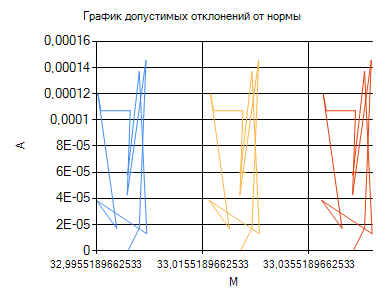 График допустимых отклонений от нормы
0,00016
0,00014
0,00012
0,0001
8E-05
6E-05
4E-05
2E-05
0
A
32,9955189662533
33,0155189662533
33,0355189662533
M